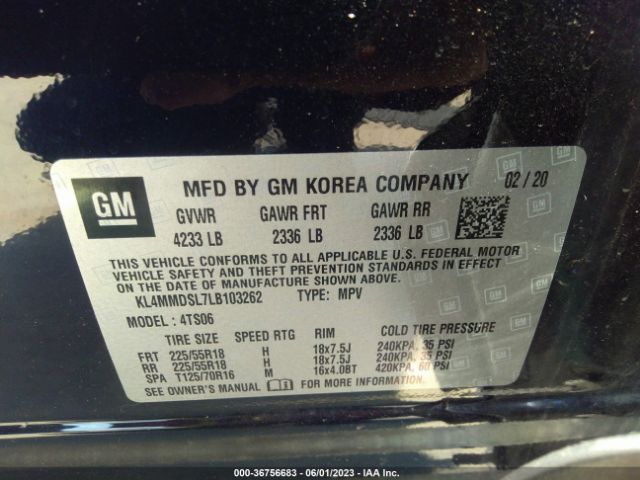 GM
MFD BY GM KOREA COMPANY 02 / 20
GVWR GAWR FRT GAWR RR
4233 LB 2336 LB 2336 LB
THIS VEHICLE CONFORMS TO ALL APPLICABLE U.S. FEDERAL MOTOR
VEHICLE SAFETY AND THEFT PREVENTION STANDARDS IN EFFECT
ON THE DATE OF MANUFACTURE SHOWN ABOVE.
KL4MMDSL7LB103262 TYPE: MPV
MODEL : 4TS06
TIRE SIZE SPEED RTG RIM COLD TIRE PRESSURE
FRT 225/55R18 H 18x7.5J 240KPA, 35 PSI
RR 225/55R18 H 18x7.5J 240KPA, 35 PSI
SPA T125/70R16 M 16x4.0BT 420KPA, 60 PSI
SEE OWNER'S MANUAL FOR MORE INFORMATION.
000-36756683 / 06/01/2023 - IAA Inc.